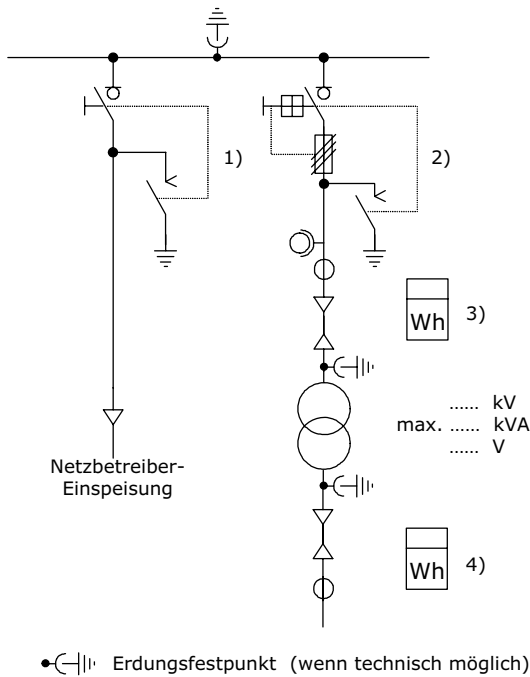 1)
2)
Wh 3)
...... kV
max. ...... kVA
...... V
Netzbetreiber-
Einspeisung
Wh 4)
Erdungsfestpunkt (wenn technisch möglich)